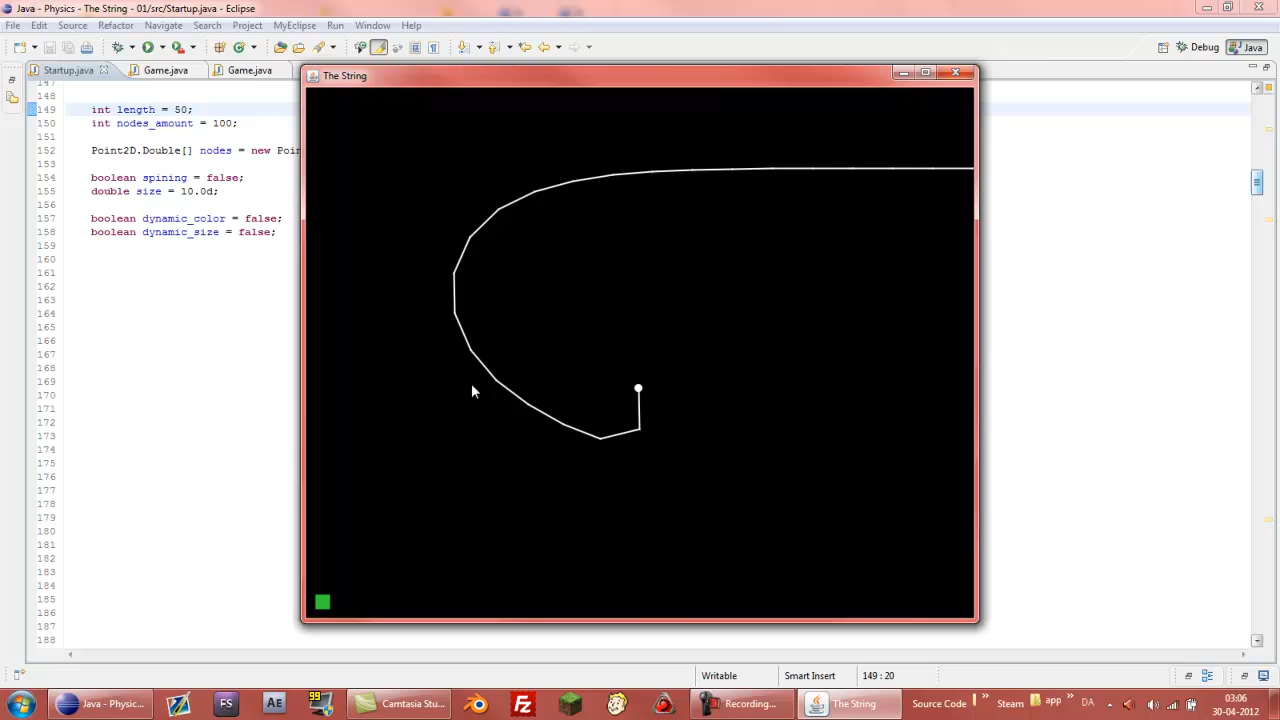 Java - Physics - The String - 01/src/Startup.java - Eclipse
File Edit Source Refactor Navigate Search Project MyEclipse Run Window Help
Debug Java
Startup.java Game.java Game.java
The String
147
148
149 int length = 50;
150 int nodes_amount = 100;
151
152 Point2D.Double[] nodes = new Poin
153
154 boolean spining = false;
155 double size = 10.0d;
156
157 boolean dynamic_color = false;
158 boolean dynamic_size = false;
159
160
161
162
163
164
165
166
167
168
169
170
171
172
173
174
175
176
177
178
179
180
181
182
183
184
185
186
187
188
Writable Smart Insert 149 : 20
Java - Physic... FS AE 99 Camtasia Stu... Fz Recording... The String Source Code » Steam app » DA 03:06
30-04-2012